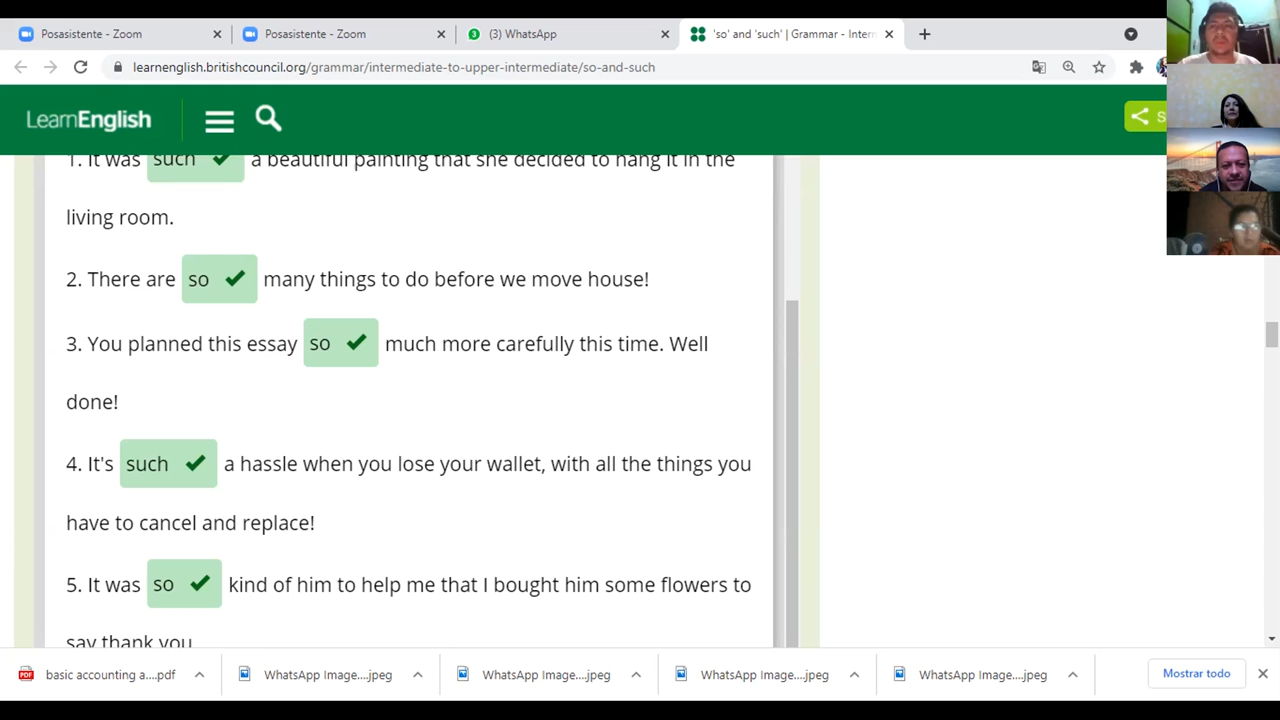 Posasistente - Zoom
Posasistente - Zoom
(3) WhatsApp
'so' and 'such' | Grammar - Inter
learnenglish.britishcouncil.org/grammar/intermediate-to-upper-intermediate/so-and-such
LearnEnglish
S
1. It was such a beautiful painting that she decided to hang it in the
living room.
2. There are so many things to do before we move house!
3. You planned this essay so much more carefully this time. Well
done!
4. It's such a hassle when you lose your wallet, with all the things you
have to cancel and replace!
5. It was so kind of him to help me that I bought him some flowers to
say thank you
PDF basic accounting a....pdf
WhatsApp Image....jpeg
WhatsApp Image....jpeg
WhatsApp Image....jpeg
WhatsApp Image....jpeg
Mostrar todo